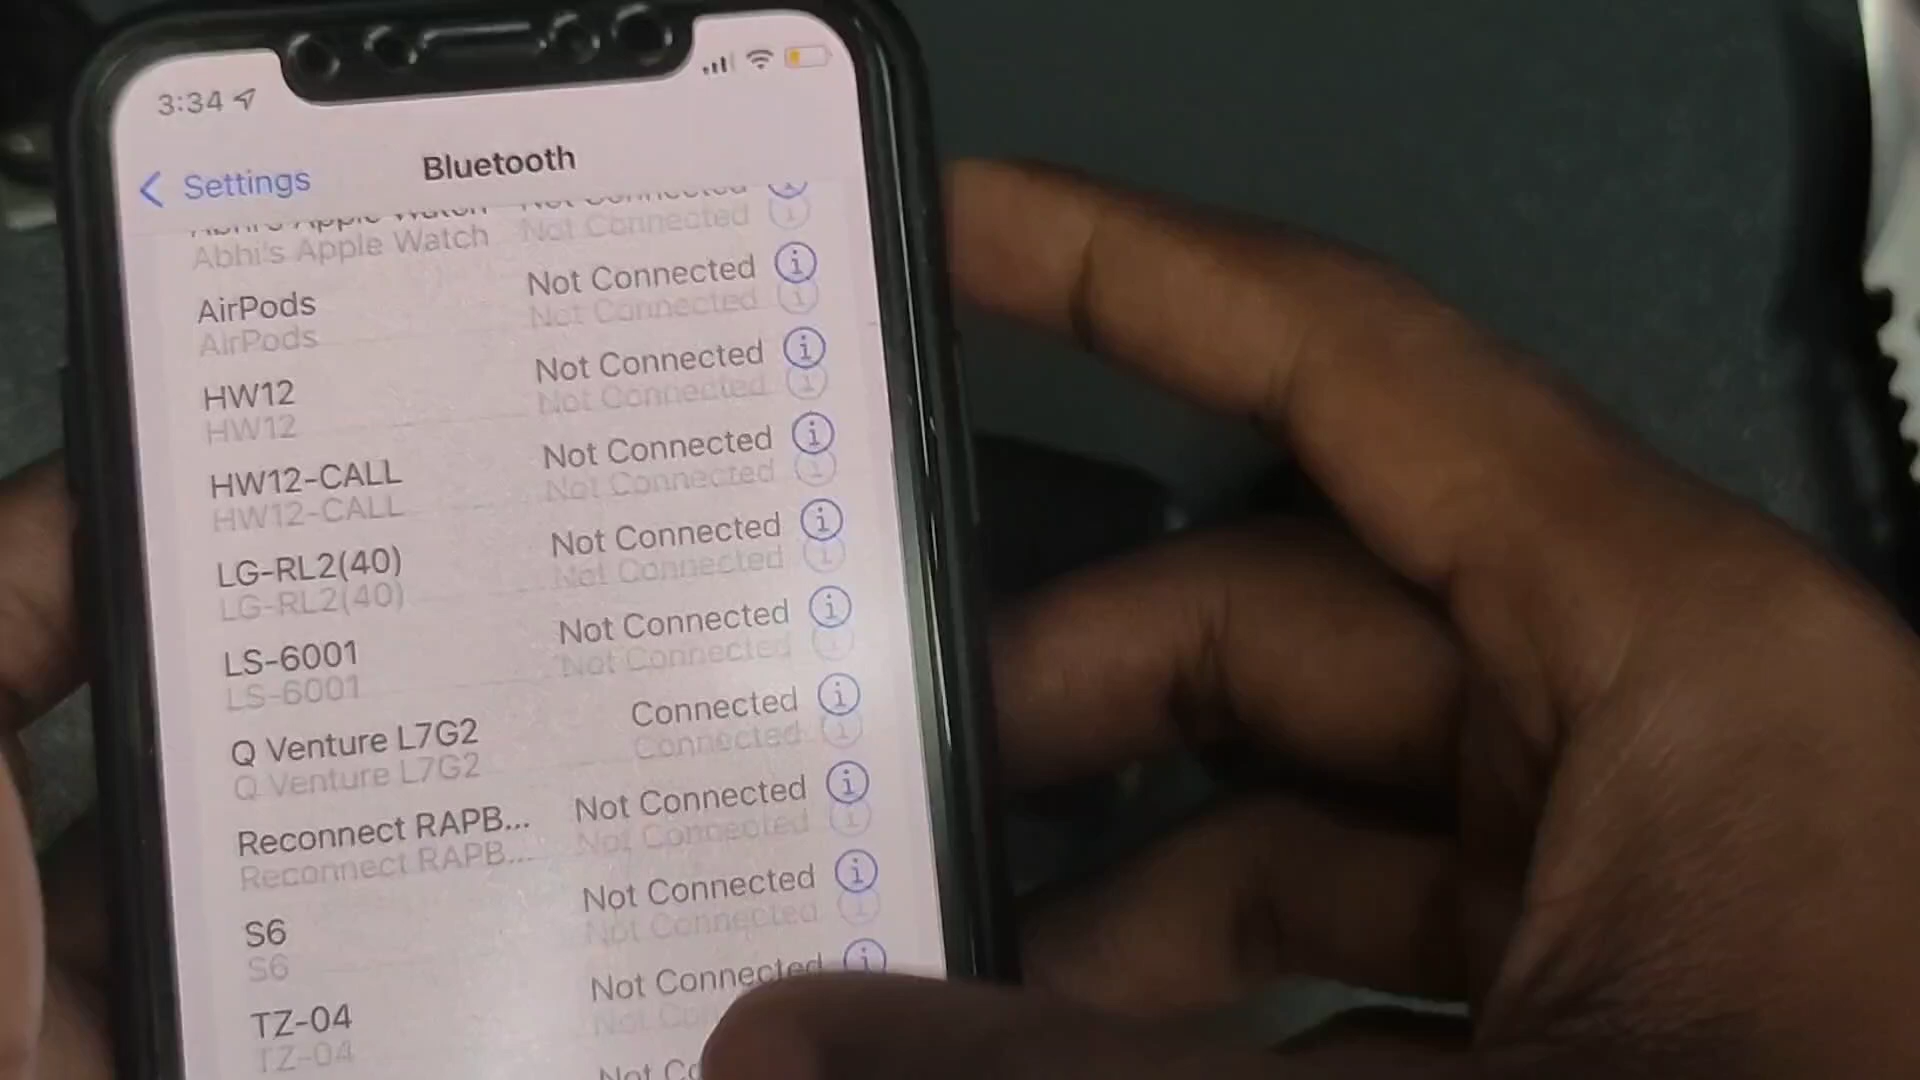 3:34
Settings
Bluetooth
Abhi's Apple Watch Not Connected
AirPods Not Connected
HW12 Not Connected
HW12-CALL Not Connected
LG-RL2(40) Not Connected
LS-6001 Not Connected
Q Venture L7G2 Connected
Reconnect RAPB... Not Connected
S6 Not Connected
TZ-04 Not Connected
Not